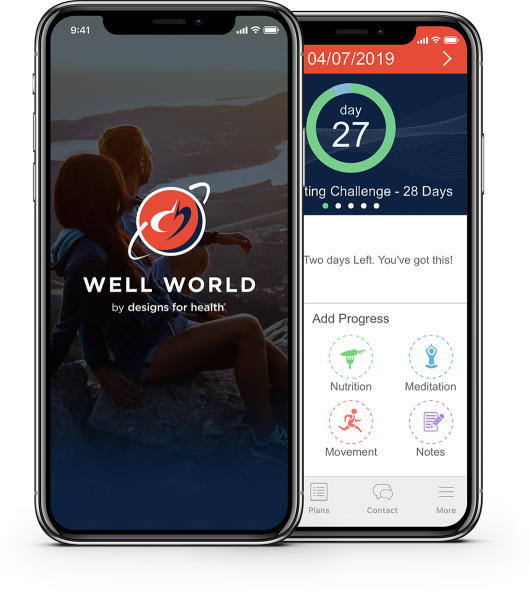 9:41
WELL WORLD
by designs for health
04/07/2019
day
27
ting Challenge - 28 Days
Two days Left. You've got this!
Add Progress
Nutrition
Meditation
Movement
Notes
Plans
Contact
More